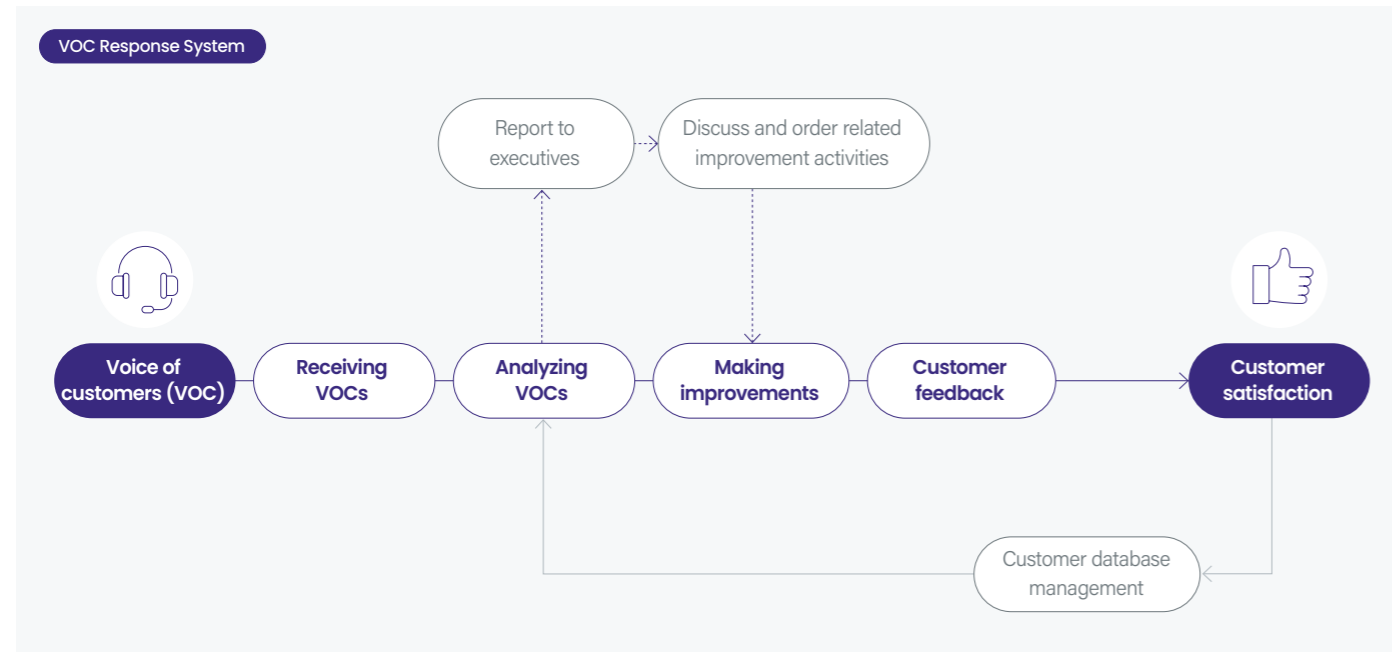 VOC Response System
Report to
executives
Discuss and order related
improvement activities
Voice of
customers (VOC)
Receiving
VOCs
Analyzing
VOCs
Making
improvements
Customer
feedback
Customer
satisfaction
Customer database
management